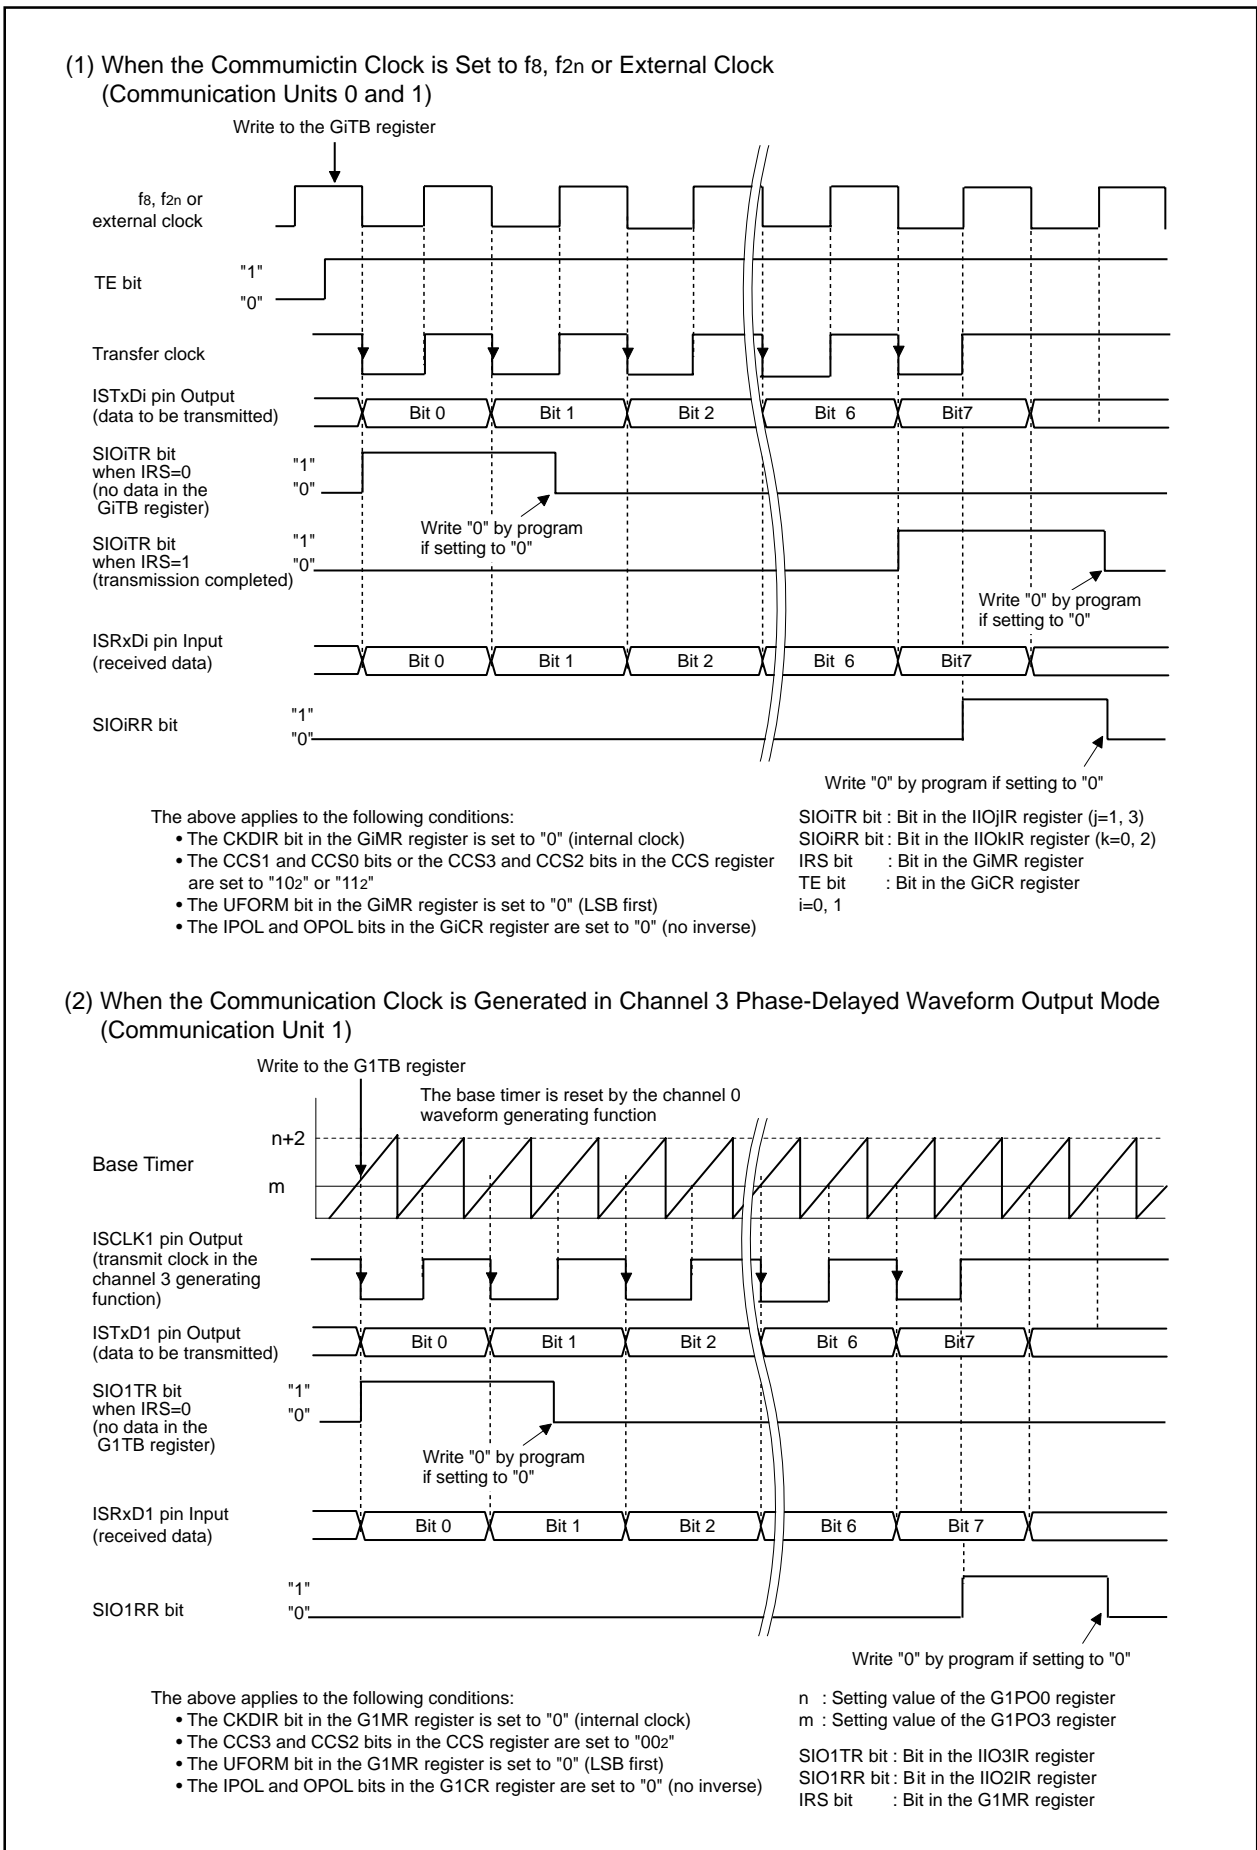 (1) When the Commumictin Clock is Set to f8, f2n or External Clock
(Communication Units 0 and 1)
Write to the GiTB register
f8, f2n or
external clock
TE bit
"1"
"0"
Transfer clock
ISTxDi pin Output
(data to be transmitted)
Bit 0 Bit 1 Bit 2 Bit 6 Bit7
SIOiTR bit
when IRS=0
(no data in the
GiTB register)
"1"
"0"
Write "0" by program
if setting to "0"
SIOiTR bit
when IRS=1
(transmission completed)
"1"
"0"
Write "0" by program
if setting to "0"
ISRxDi pin Input
(received data)
Bit 0 Bit 1 Bit 2 Bit 6 Bit7
SIOiRR bit
"1"
"0"
Write "0" by program if setting to "0"
The above applies to the following conditions:
• The CKDIR bit in the GiMR register is set to "0" (internal clock)
• The CCS1 and CCS0 bits or the CCS3 and CCS2 bits in the CCS register
are set to "102" or "112"
• The UFORM bit in the GiMR register is set to "0" (LSB first)
• The IPOL and OPOL bits in the GiCR register are set to "0" (no inverse)
SIOiTR bit : Bit in the IIOjIR register (j=1, 3)
SIOiRR bit : Bit in the IIOkIR register (k=0, 2)
IRS bit : Bit in the GiMR register
TE bit : Bit in the GiCR register
i=0, 1
(2) When the Communication Clock is Generated in Channel 3 Phase-Delayed Waveform Output Mode
(Communication Unit 1)
Write to the G1TB register
The base timer is reset by the channel 0
waveform generating function
Base Timer
n+2
m
ISCLK1 pin Output
(transmit clock in the
channel 3 generating
function)
ISTxD1 pin Output
(data to be transmitted)
Bit 0 Bit 1 Bit 2 Bit 6 Bit7
SIO1TR bit
when IRS=0
(no data in the
G1TB register)
"1"
"0"
Write "0" by program
if setting to "0"
ISRxD1 pin Input
(received data)
Bit 0 Bit 1 Bit 2 Bit 6 Bit 7
SIO1RR bit
"1"
"0"
Write "0" by program if setting to "0"
The above applies to the following conditions:
• The CKDIR bit in the G1MR register is set to "0" (internal clock)
• The CCS3 and CCS2 bits in the CCS register are set to "002"
• The UFORM bit in the G1MR register is set to "0" (LSB first)
• The IPOL and OPOL bits in the G1CR register are set to "0" (no inverse)
n : Setting value of the G1PO0 register
m : Setting value of the G1PO3 register
SIO1TR bit : Bit in the IIO3IR register
SIO1RR bit : Bit in the IIO2IR register
IRS bit : Bit in the G1MR register